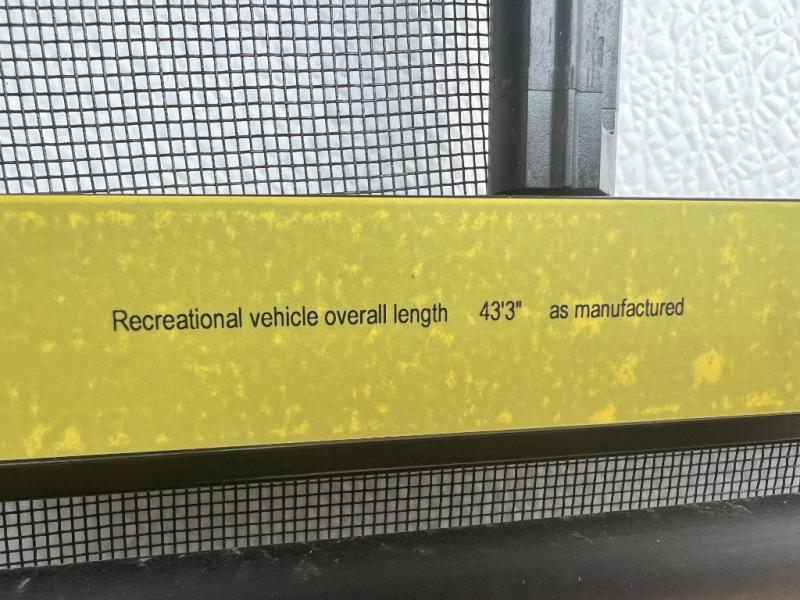 Recreational vehicle overall length 43'3" as manufactured